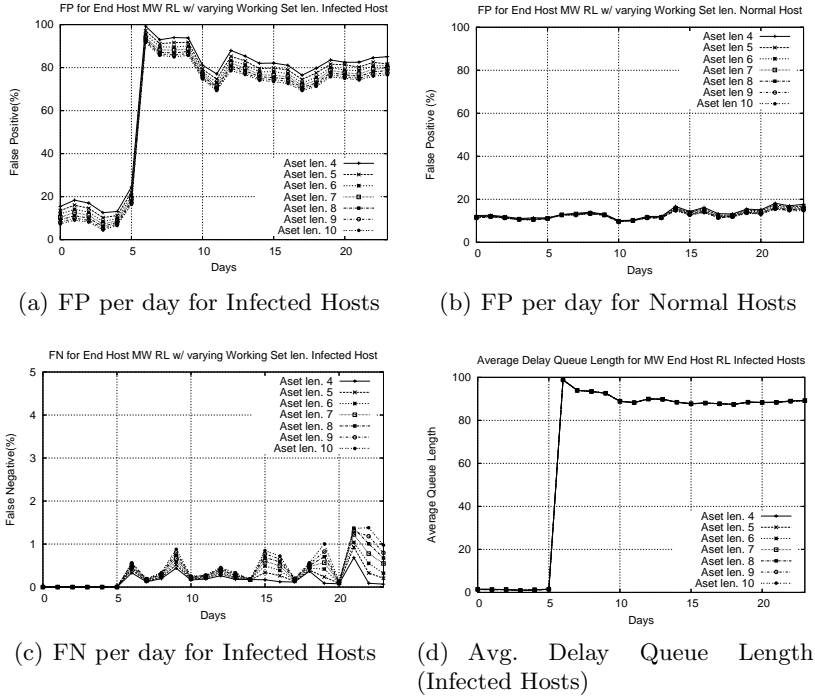 FP for End Host MW RL w/ varying Working Set len. Infected Host
100
80
60
40
20
0
False Positive(%)
Aset len. 4
Aset len. 5
Aset len. 6
Aset len. 7
Aset len. 8
Aset len. 9
Aset len. 10
0 5 10 15 20
Days
(a) FP per day for Infected Hosts
FP for End Host MW RL w/ varying Working Set len. Normal Host
100
80
60
40
20
0
False Positive (%)
Aset len 4
Aset len 5
Aset len 6
Aset len 7
Aset len 8
Aset len 9
Aset len 10
0 5 10 15 20
Days
(b) FP per day for Normal Hosts
FN for End Host MW RL w/ varying Working Set len. Infected Host
5
4
3
2
1
0
False Negative(%)
Aset len. 4
Aset len. 5
Aset len. 6
Aset len. 7
Aset len. 8
Aset len. 9
Aset len. 10
0 5 10 15 20
Days
(c) FN per day for Infected Hosts
Average Delay Queue Length for MW End Host RL Infected Hosts
100
80
60
40
20
0
Average Queue Length
Aset len. 4
Aset len. 5
Aset len. 6
Aset len. 7
Aset len. 8
Aset len. 9
Aset len. 10
0 5 10 15 20
Days
(d) Avg. Delay Queue Length
(Infected Hosts)